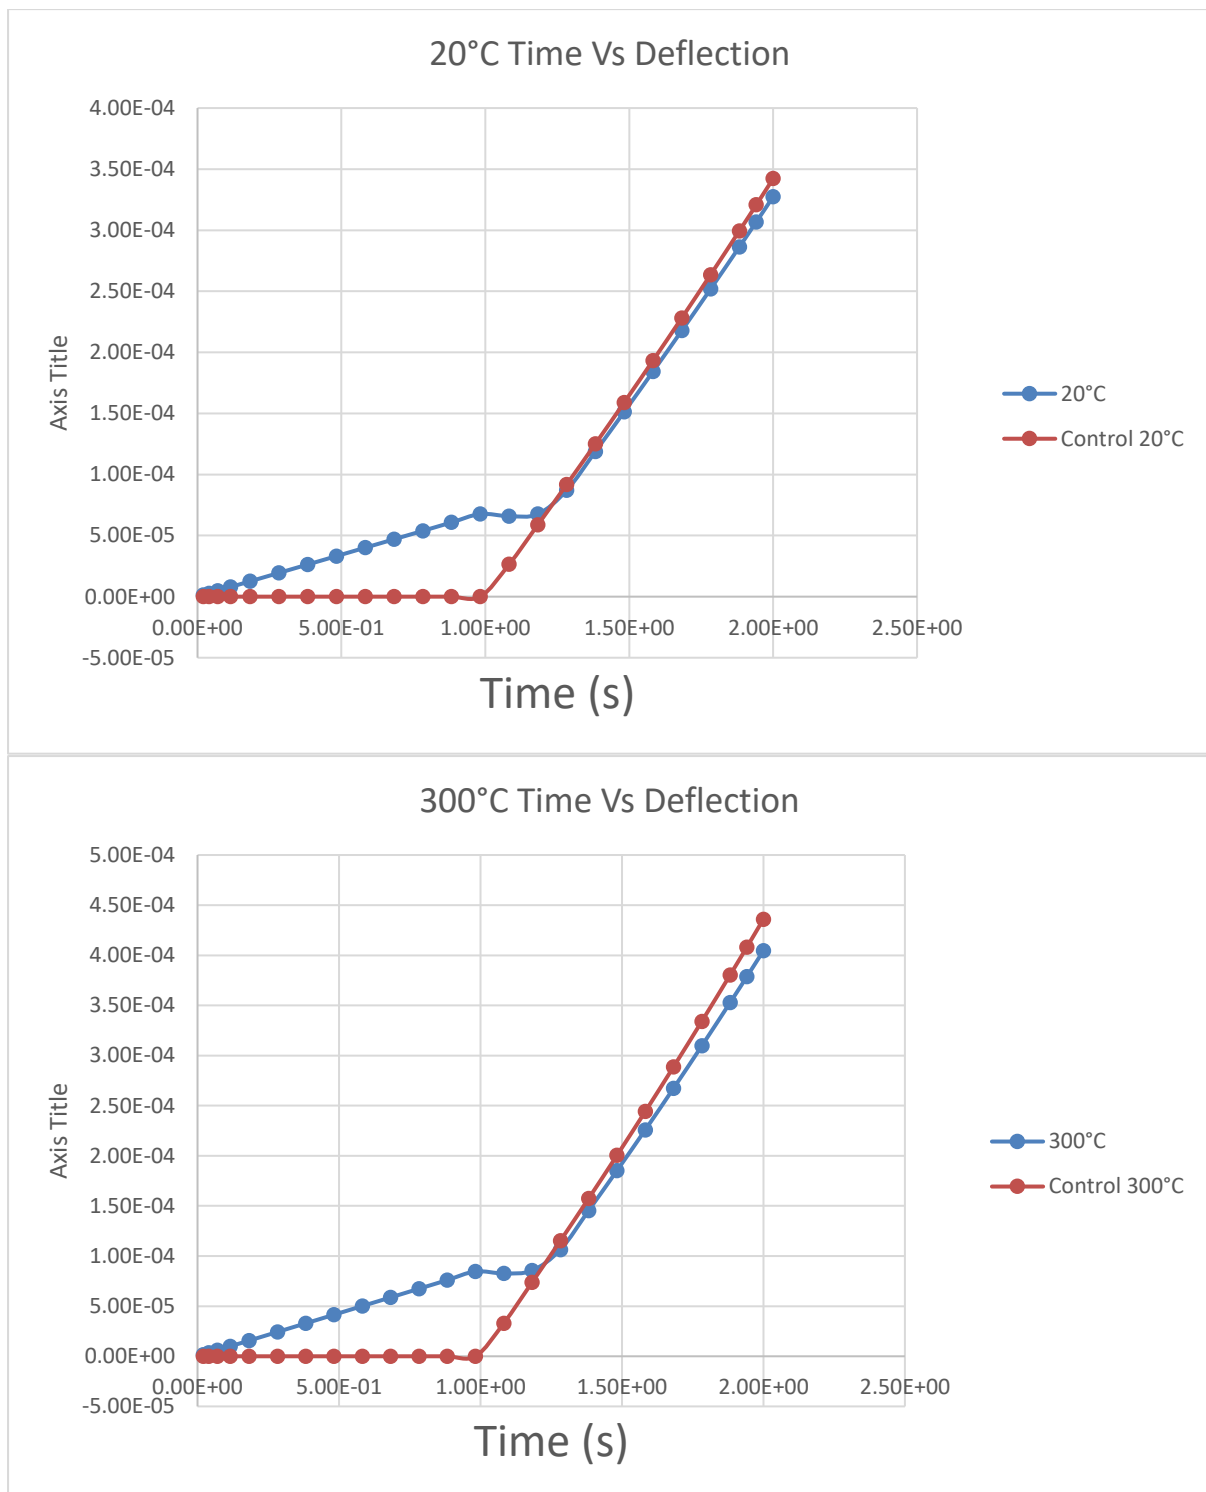 20°C Time Vs Deflection
4.00E-04
3.50E-04
3.00E-04
2.50E-04
2.00E-04
1.50E-04
1.00E-04
5.00E-05
0.00E+00
-5.00E-05
Axis Title
0.00E+00 5.00E-01 1.00E+00 1.50E+00 2.00E+00 2.50E+00
Time (s)
20°C
Control 20°C
300°C Time Vs Deflection
5.00E-04
4.50E-04
4.00E-04
3.50E-04
3.00E-04
2.50E-04
2.00E-04
1.50E-04
1.00E-04
5.00E-05
0.00E+00
-5.00E-05
Axis Title
0.00E+00 5.00E-01 1.00E+00 1.50E+00 2.00E+00 2.50E+00
Time (s)
300°C
Control 300°C